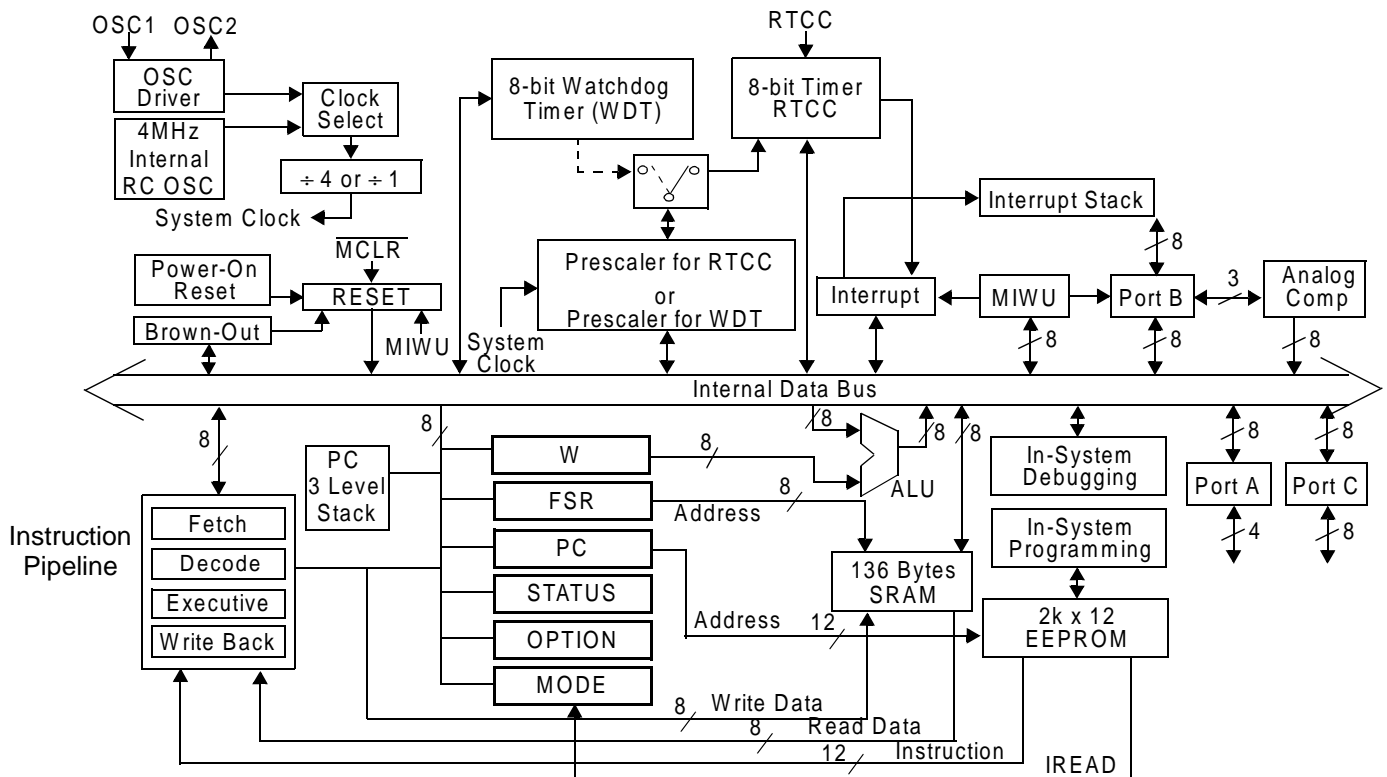 OSC1 OSC2
RTCC
OSC
Driver
4MHz
Internal
RC OSC
Clock
Select
÷ 4 or ÷ 1
System Clock
8-bit Watchdog
Timer (WDT)
8-bit Timer
RTCC
Interrupt Stack
8
MCLR
Power-On
Reset
RESET
Brown-Out
MIWU
System
Clock
Prescaler for RTCC
or
Prescaler for WDT
Interrupt
MIWU
Port B
3
Analog
Comp
8
8
8
Internal Data Bus
8
8
8
8
8
8
8
PC
3 Level
Stack
W
8
ALU
In-System
Debugging
Port A
Port C
Instruction
Pipeline
Fetch
Decode
Executive
Write Back
FSR
Address
8
PC
STATUS
OPTION
MODE
136 Bytes
SRAM
In-System
Programming
4
8
Address
12
2k x 12
EEPROM
8
Write Data
8
Read Data
12
Instruction
IREAD